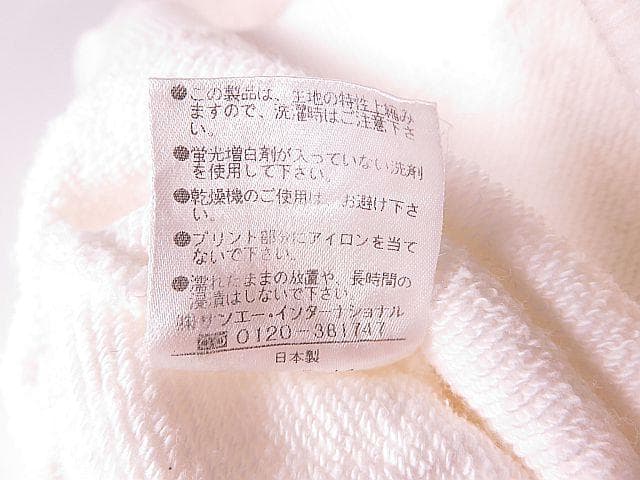 ●この製品は、生地の特性上縮み
ますので、洗濯時はご注意下さ
い。
●蛍光増白剤が入っていない洗剤
を使用して下さい。
●乾燥機のご使用は、お避け下さ
い。
●プリント部分にアイロンを当て
ないで下さい。
●濡れたままの放置や、長時間の
浸漬はしないで下さい。
㈱サンエー・インターナショナル
0120-381747
日本製